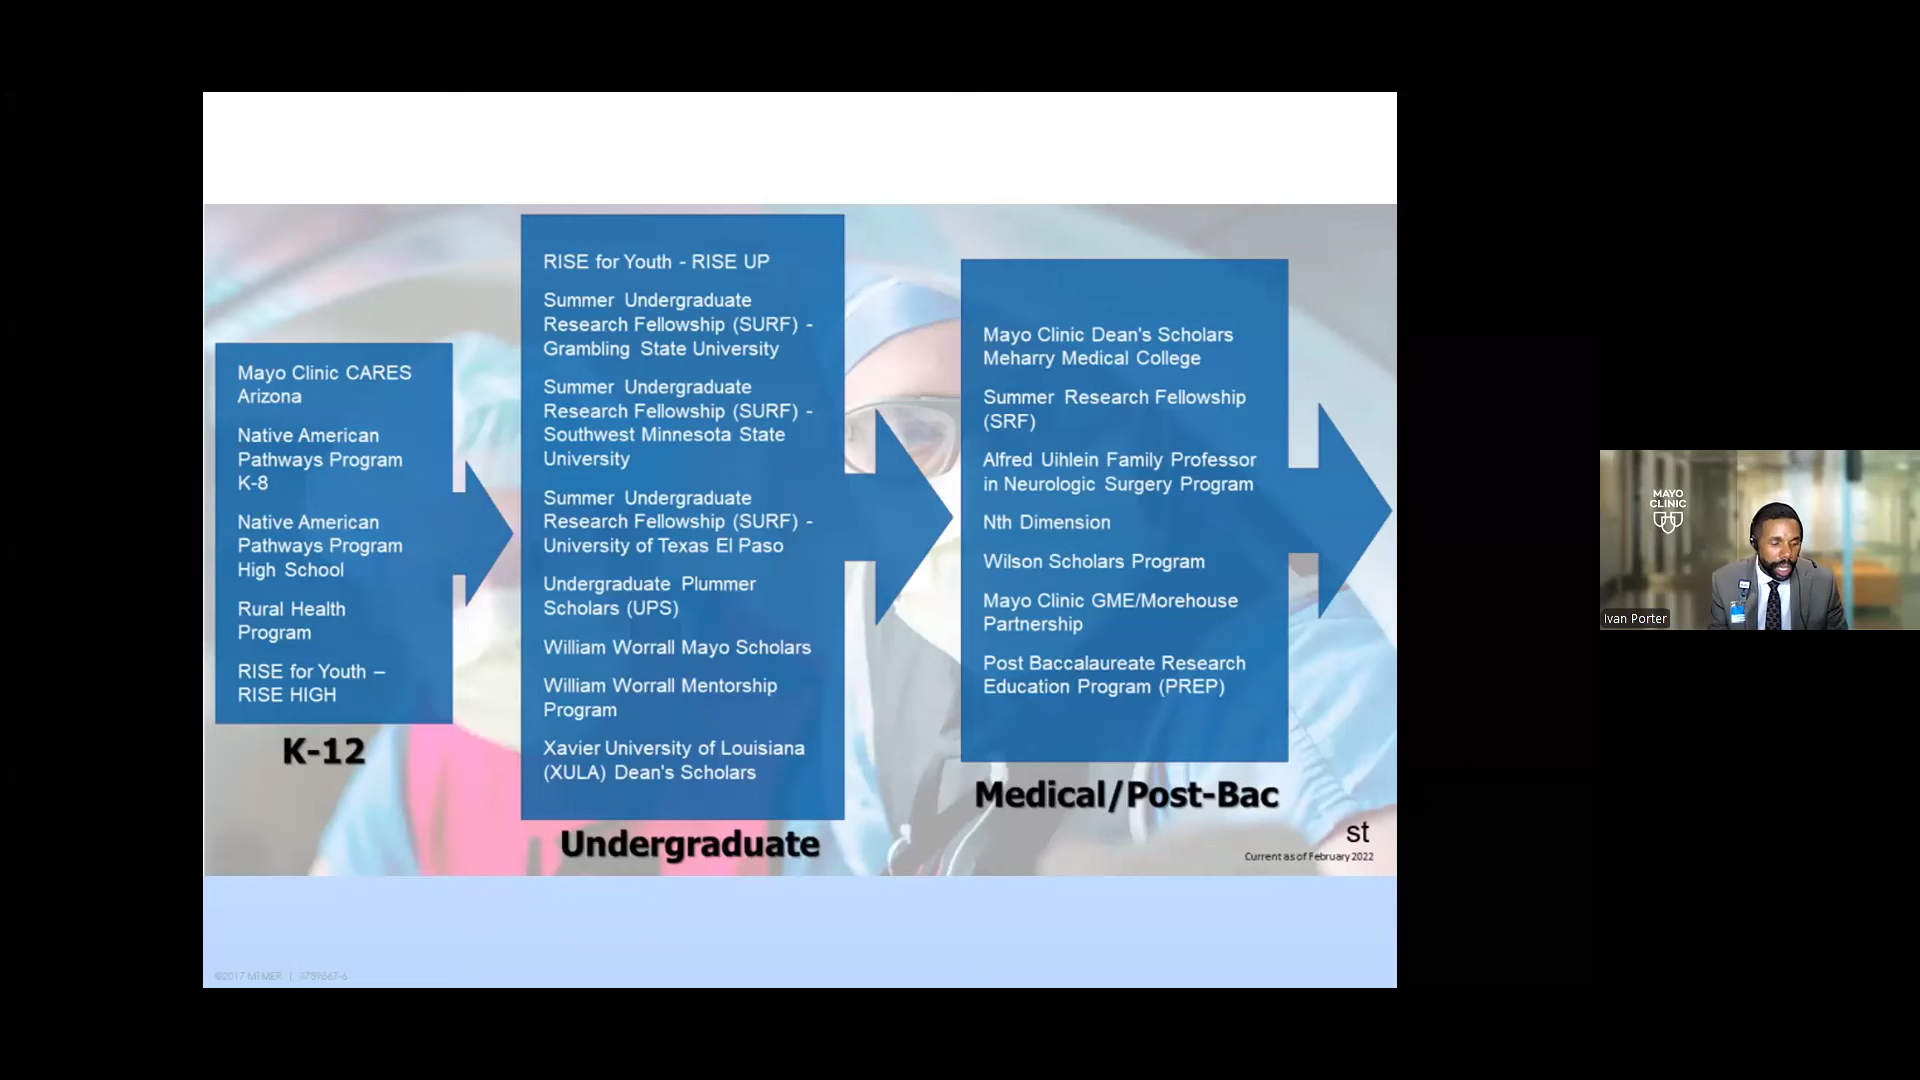 Mayo Clinic CARES
Arizona
Native American
Pathways Program
K-8
Native American
Pathways Program
High School
Rural Health
Program
RISE for Youth –
RISE HIGH
K-12
RISE for Youth - RISE UP
Summer Undergraduate
Research Fellowship (SURF) -
Grambling State University
Summer Undergraduate
Research Fellowship (SURF) -
Southwest Minnesota State
University
Summer Undergraduate
Research Fellowship (SURF) -
University of Texas El Paso
Undergraduate Plummer
Scholars (UPS)
William Worrall Mayo Scholars
William Worrall Mentorship
Program
Xavier University of Louisiana
(XULA) Dean's Scholars
Undergraduate
Mayo Clinic Dean's Scholars
Meharry Medical College
Summer Research Fellowship
(SRF)
Alfred Uihlein Family Professor
in Neurologic Surgery Program
Nth Dimension
Wilson Scholars Program
Mayo Clinic GME/Morehouse
Partnership
Post Baccalaureate Research
Education Program (PREP)
Medical/Post-Bac
st
Current as of February 2022
©2017 MFMER | 3789867-6
MAYO
CLINIC
Ivan Porter